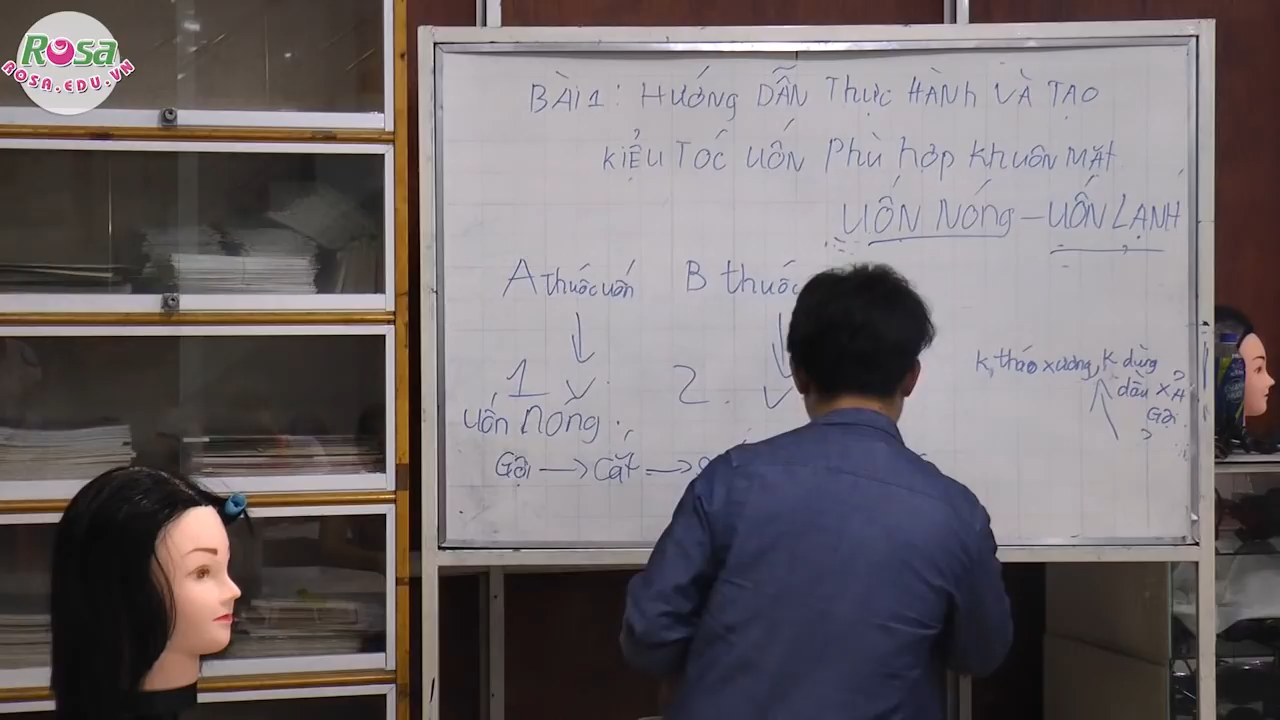 Rosa
ROSA.EDU.VN
BÀI 1: HƯỚNG DẪN THỰC HÀNH VÀ TẠO
KIỂU TÓC UỐN PHÙ HỢP KHUÔN MẶT
UỐN NÓNG – UỐN LẠNH
A thuốc uốn B thuốc
1 2.
uốn nóng
Gội → cắt →
K tháo xương, K dùng
dầu xả
Gội